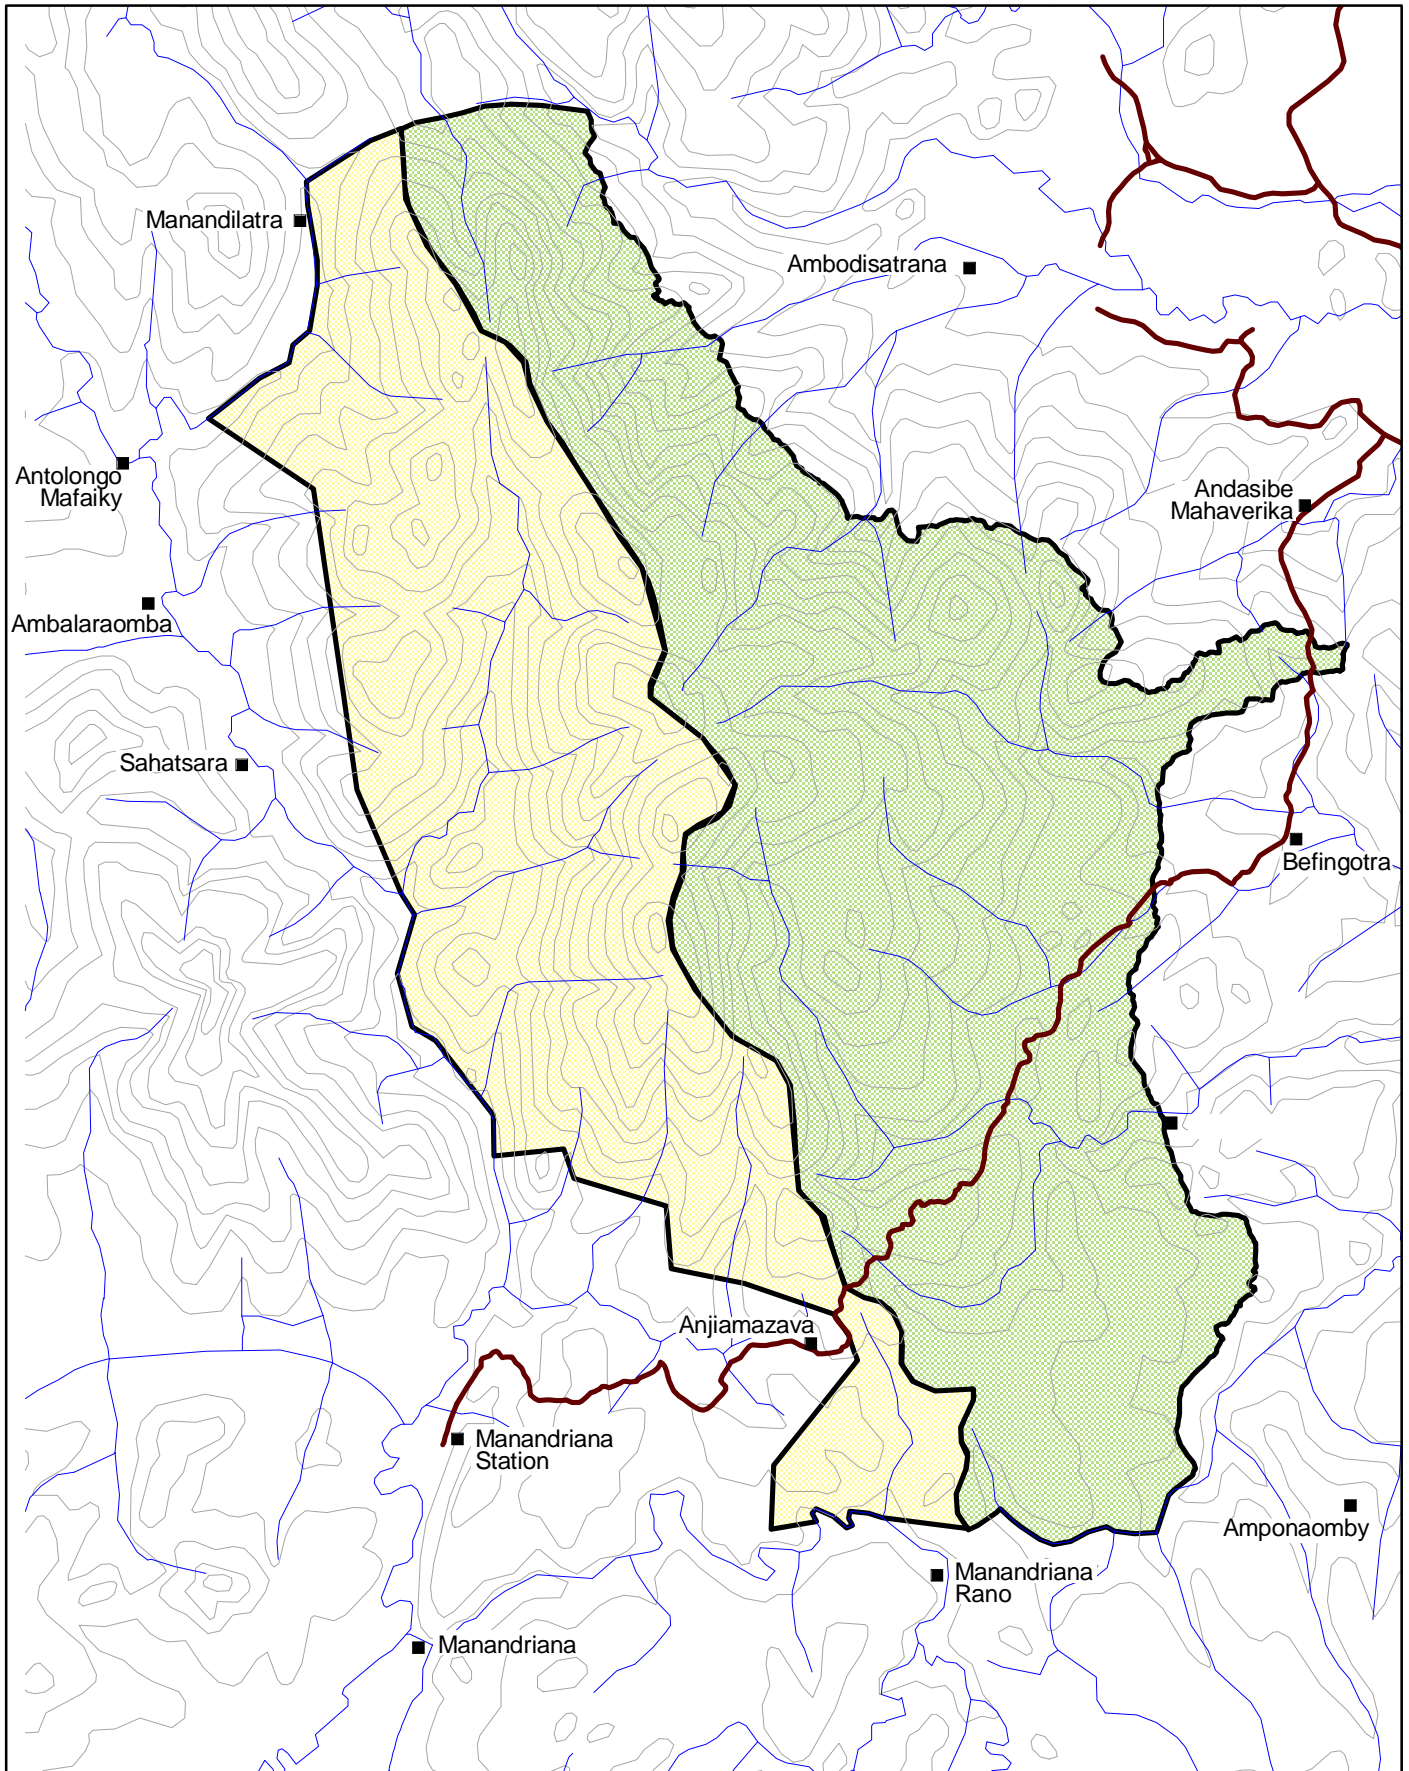 Manandilatra
Ambodisatrana
Antolongo
Mafaiky
Andasibe
Mahaverika
Ambalaraomba
Sahatsara
Befingotra
Anjiamazava
Manandriana
Station
Amponaomby
Manandriana
Rano
Manandriana